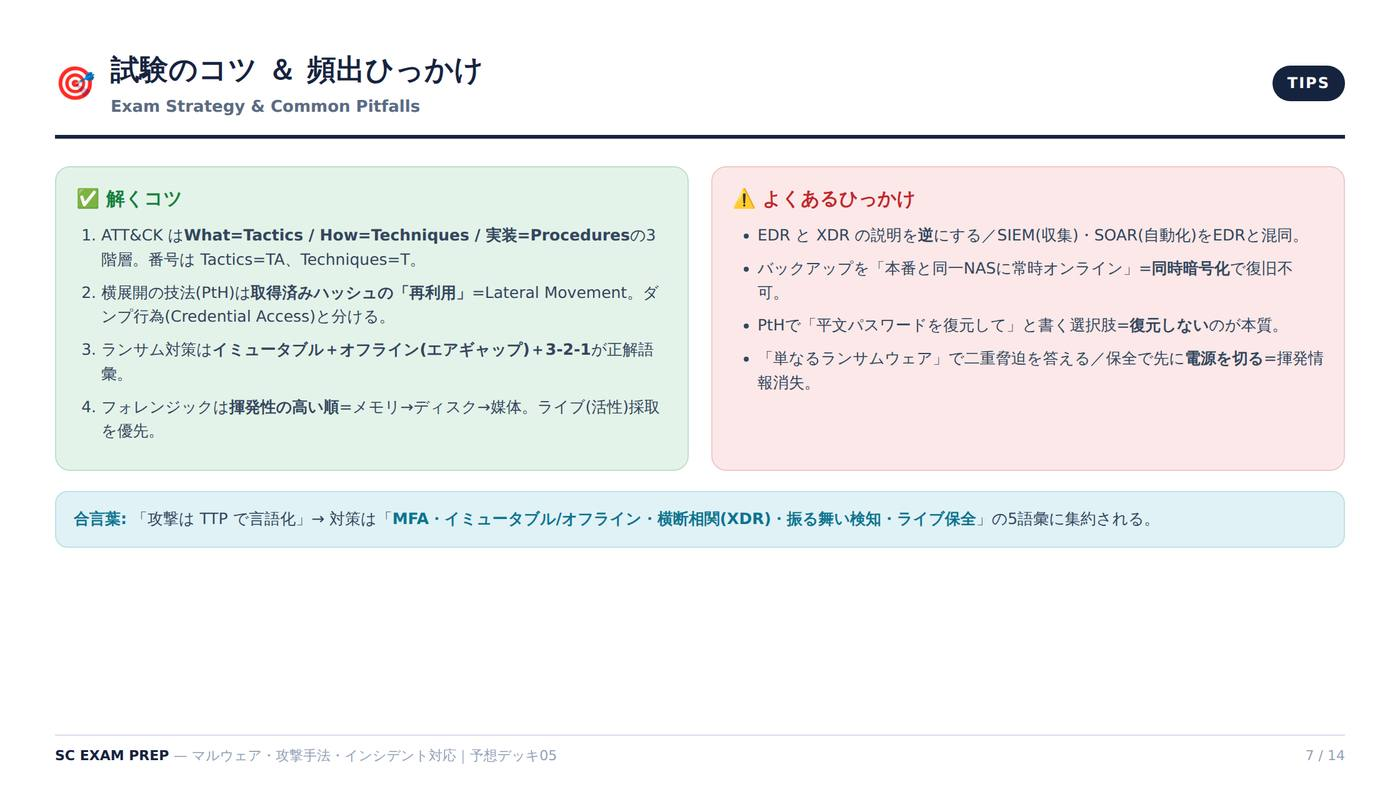 🎯 試験のコツ ＆ 頻出ひっかけ
Exam Strategy & Common Pitfalls
TIPS
✅ 解くコツ
1. ATT&CK はWhat=Tactics / How=Techniques / 実装=Proceduresの3
階層。番号は Tactics=TA、Techniques=T。
2. 横展開の技法(PtH)は取得済みハッシュの「再利用」=Lateral Movement。ダ
ンプ行為(Credential Access)と分ける。
3. ランサム対策はイミュータブル＋オフライン(エアギャップ)＋3-2-1が正解語
彙。
4. フォレンジックは揮発性の高い順=メモリ→ディスク→媒体。ライブ(活性)採取
を優先。
⚠️ よくあるひっかけ
• EDR と XDR の説明を逆にする／SIEM(収集)・SOAR(自動化)をEDRと混同。
• バックアップを「本番と同一NASに常時オンライン」=同時暗号化で復旧不
可。
• PtHで「平文パスワードを復元して」と書く選択肢=復元しないのが本質。
• 「単なるランサムウェア」で二重脅迫を答える／保全で先に電源を切る=揮発情
報消失。
合言葉: 「攻撃は TTP で言語化」→ 対策は「MFA・イミュータブル/オフライン・横断相関(XDR)・振る舞い検知・ライブ保全」の5語彙に集約される。
SC EXAM PREP — マルウェア・攻撃手法・インシデント対応｜予想デッキ05
7 / 14